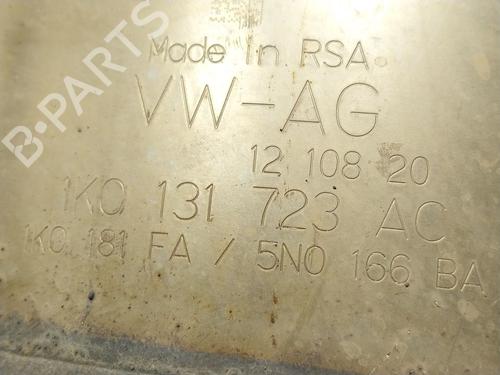 Made in RSA
VW-AG
12 108 20
1K0 131 723 AC
1K0 181 FA / 5N0 166 BA
B-PARTS